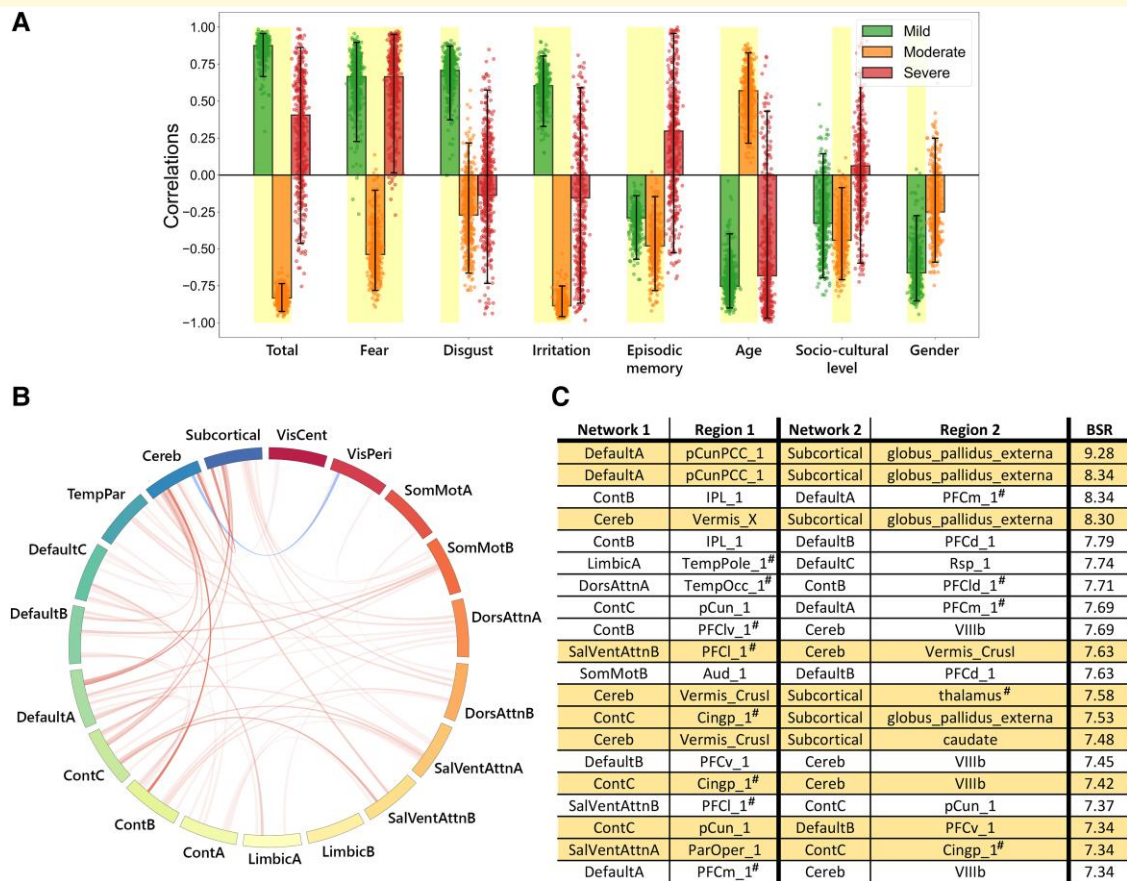 A
Mild
Moderate
Severe
Correlations
1.00
0.75
0.50
0.25
0.00
−0.25
−0.50
−0.75
−1.00
Total Fear Disgust Irritation Episodic memory Age Socio-cultural level Gender
B
Subcortical
VisCent
VisPeri
SomMotA
SomMotB
DorsAttnA
DorsAttnB
SalVentAttnA
SalVentAttnB
LimbicB
LimbicA
ContA
ContB
ContC
DefaultA
DefaultB
DefaultC
TempPar
Cereb
C
Network 1 Region 1 Network 2 Region 2 BSR
DefaultA pCunPCC_1 Subcortical globus_pallidus_externa 9.28
DefaultA pCunPCC_1 Subcortical globus_pallidus_externa 8.34
ContB IPL_1 DefaultA PFCm_1# 8.34
Cereb Vermis_X Subcortical globus_pallidus_externa 8.30
ContB IPL_1 DefaultB PFCd_1 7.79
LimbicA TempPole_1# DefaultC Rsp_1 7.74
DorsAttnA TempOcc_1# ContB PFCld_1# 7.71
ContC pCun_1 DefaultA PFCm_1# 7.69
ContB PFClv_1# Cereb VIIIb 7.69
SalVentAttnB PFCl_1# Cereb Vermis_CrusI 7.63
SomMotB Aud_1 DefaultB PFCd_1 7.63
Cereb Vermis_CrusI Subcortical thalamus# 7.58
ContC Cingp_1# Subcortical globus_pallidus_externa 7.53
Cereb Vermis_CrusI Subcortical caudate 7.48
DefaultB PFCv_1 Cereb VIIIb 7.45
ContC Cingp_1# Cereb VIIIb 7.42
SalVentAttnB PFCl_1# ContC pCun_1 7.37
ContC pCun_1 DefaultB PFCv_1 7.34
SalVentAttnA ParOper_1 ContC Cingp_1# 7.34
DefaultA PFCm_1# Cereb VIIIb 7.34